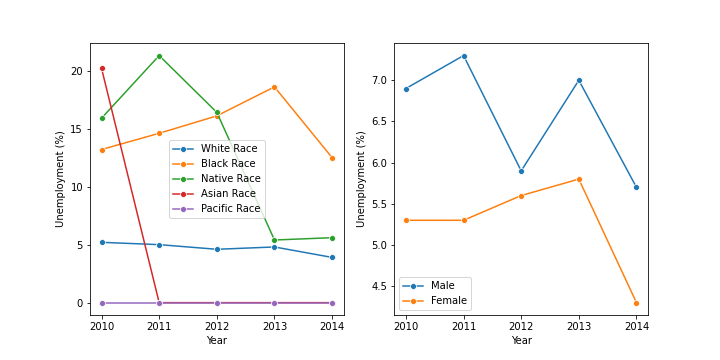 20
15
10
5
0
Unemployment (%)
2010 2011 2012 2013 2014
Year
White Race
Black Race
Native Race
Asian Race
Pacific Race
7.0
6.5
6.0
5.5
5.0
4.5
Unemployment (%)
2010 2011 2012 2013 2014
Year
Male
Female